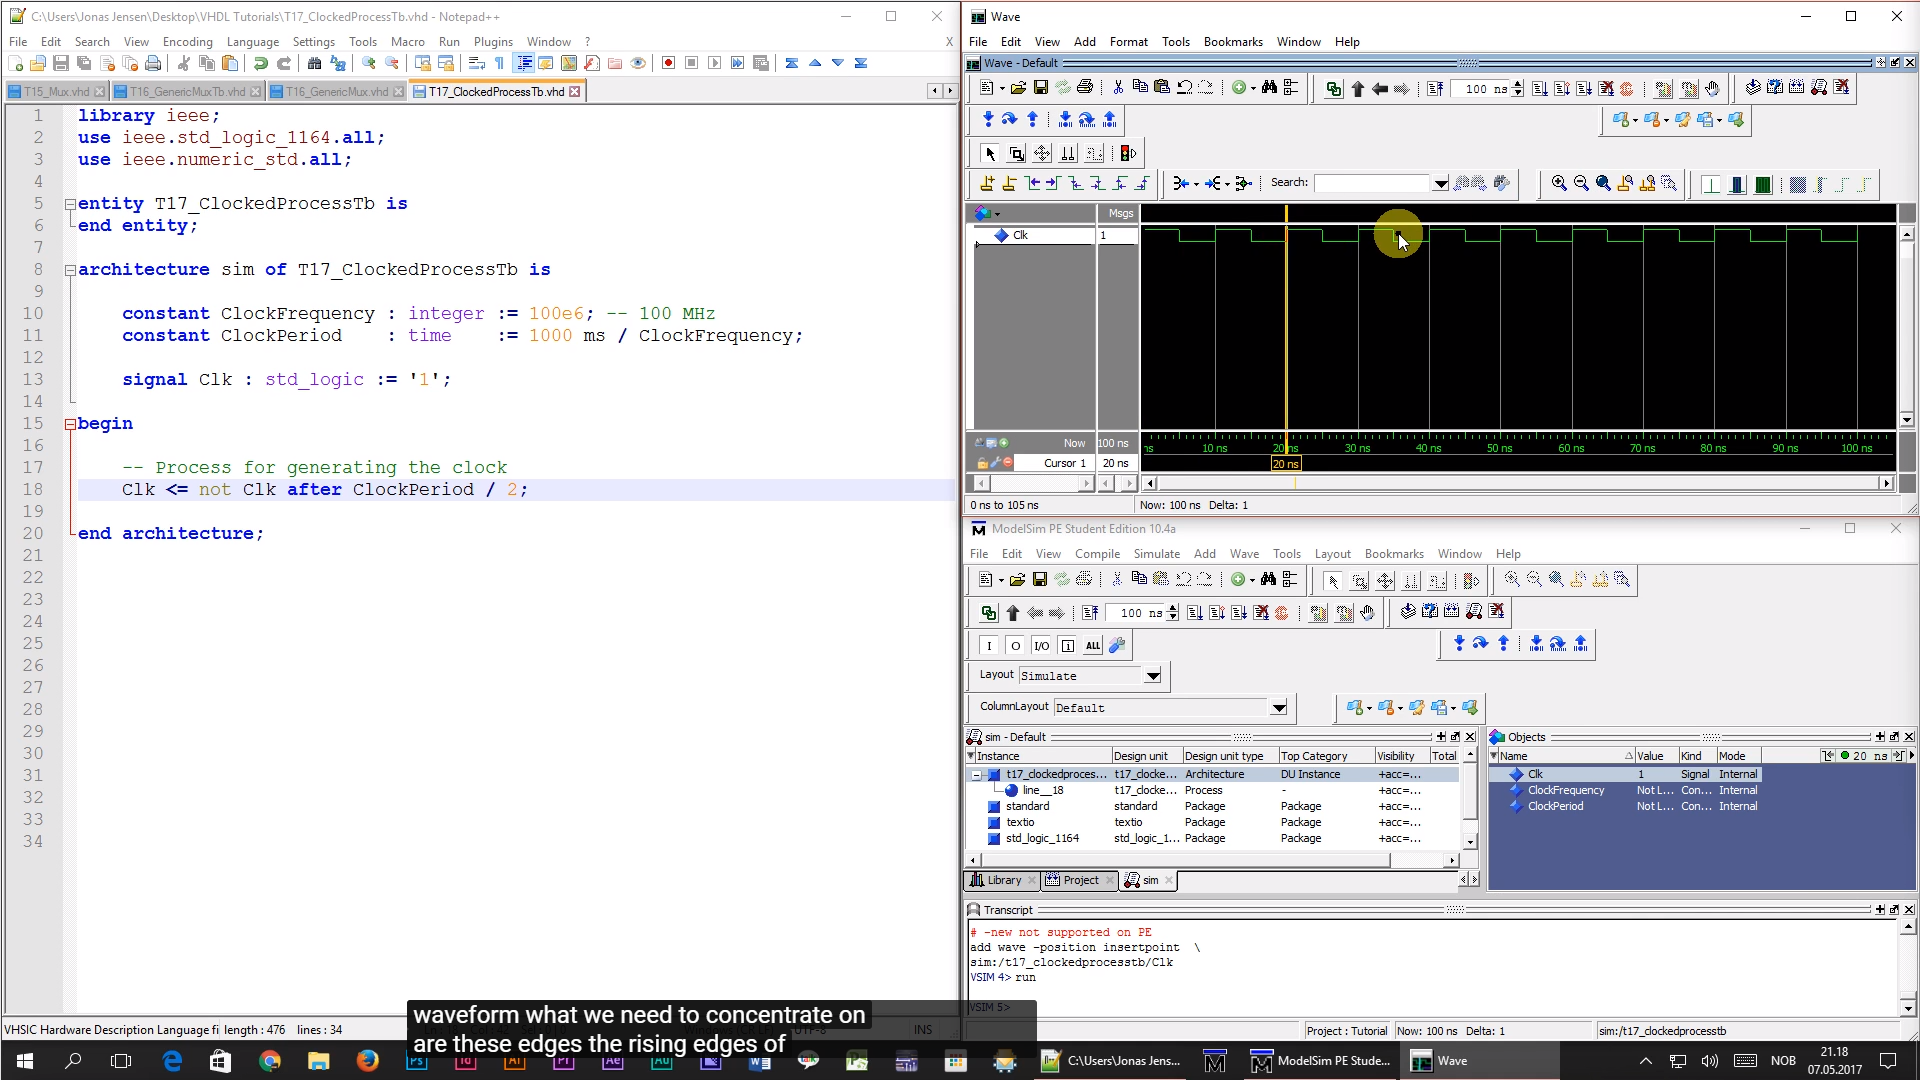 C:\Users\Jonas Jensen\Desktop\VHDL Tutorials\T17_ClockedProcessTb.vhd - Notepad++
File Edit Search View Encoding Language Settings Tools Macro Run Plugins Window ? X
T15_Mux.vhd T16_GenericMuxTb.vhd T16_GenericMux.vhd T17_ClockedProcessTb.vhd
1 library ieee;
2 use ieee.std_logic_1164.all;
3 use ieee.numeric_std.all;
4
5 entity T17_ClockedProcessTb is
6 end entity;
7
8 architecture sim of T17_ClockedProcessTb is
9
10 constant ClockFrequency : integer := 100e6; -- 100 MHz
11 constant ClockPeriod : time := 1000 ms / ClockFrequency;
12
13 signal Clk : std_logic := '1';
14
15 begin
16
17 -- Process for generating the clock
18 Clk <= not Clk after ClockPeriod / 2;
19
20 end architecture;
21
22
23
24
25
26
27
28
29
30
31
32
33
34
VHSIC Hardware Description Language fi length : 476 lines : 34 INS
Wave
File Edit View Add Format Tools Bookmarks Window Help
Wave - Default
100 ns
Search:
Msgs
Clk 1
Now 100 ns
ns 10 ns 20 ns 30 ns 40 ns 50 ns 60 ns 70 ns 80 ns 90 ns 100 ns
Cursor 1 20 ns 20 ns
0 ns to 105 ns Now: 100 ns Delta: 1
ModelSim PE Student Edition 10.4a
File Edit View Compile Simulate Add Wave Tools Layout Bookmarks Window Help
100 ns
I O I/O i ALL
Layout Simulate
ColumnLayout Default
sim - Default
Instance Design unit Design unit type Top Category Visibility Total
t17_clockedproces... t17_docke... Architecture DU Instance +acc=...
line__18 t17_docke... Process - +acc=...
standard standard Package Package +acc=...
textio textio Package Package +acc=...
std_logic_1164 std_logic_1... Package Package +acc=...
Library Project sim
Objects
Name Value Kind Mode 20 ns
Clk 1 Signal Internal
ClockFrequency Not L... Con... Internal
ClockPeriod Not L... Con... Internal
Transcript
# -new not supported on PE
add wave -position insertpoint \
sim:/t17_clockedprocesstb/Clk
VSIM 4> run
VSIM 5>
Project : Tutorial Now: 100 ns Delta: 1 sim:/t17_clockedprocesstb
waveform what we need to concentrate on
are these edges the rising edges of
C:\Users\Jonas Jens... ModelSim PE Stude... Wave
NOB 21.18
07.05.2017